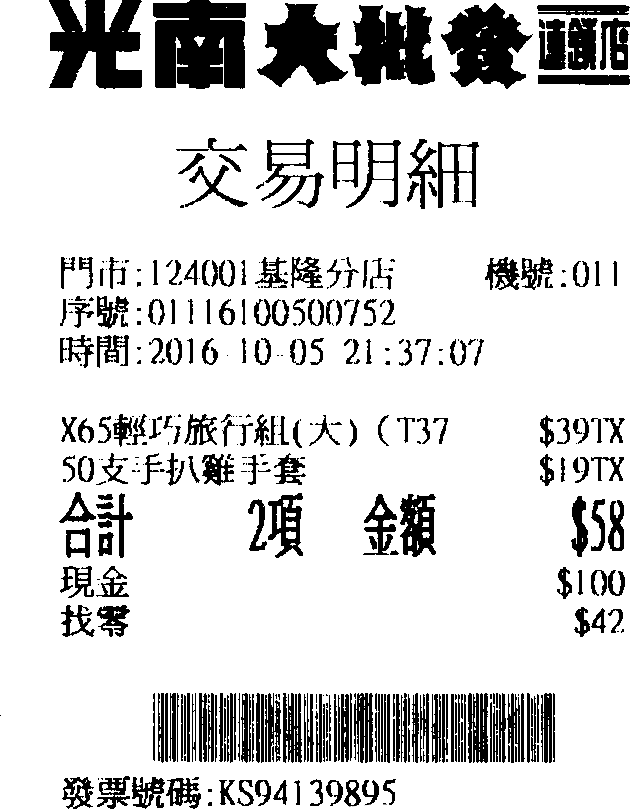 光南大批發連鎖店
交易明細
門市:124001基隆分店 機號:011
序號:01116100500752
時間:2016-10-05 21:37:07
X65輕巧旅行組(大)(T37 $39TX
50支手扒雞手套 $19TX
合計 2項 金額 $58
現金 $100
找零 $42
發票號碼:KS94139895